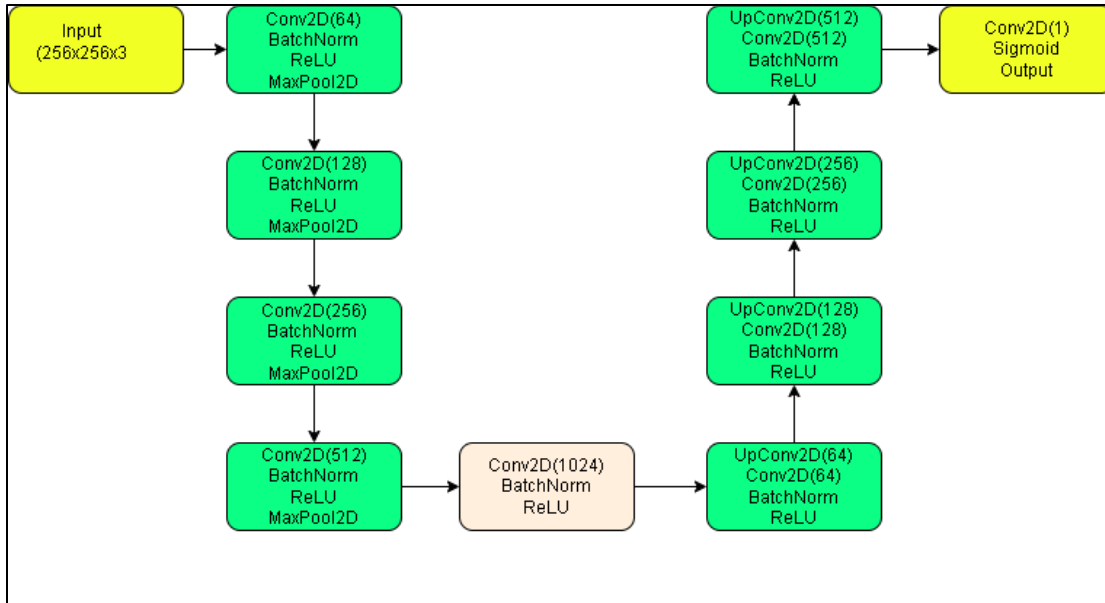 Input
(256x256x3
Conv2D(64)
BatchNorm
ReLU
MaxPool2D
Conv2D(128)
BatchNorm
ReLU
MaxPool2D
Conv2D(256)
BatchNorm
ReLU
MaxPool2D
Conv2D(512)
BatchNorm
ReLU
MaxPool2D
Conv2D(1024)
BatchNorm
ReLU
UpConv2D(64)
Conv2D(64)
BatchNorm
ReLU
UpConv2D(128)
Conv2D(128)
BatchNorm
ReLU
UpConv2D(256)
Conv2D(256)
BatchNorm
ReLU
UpConv2D(512)
Conv2D(512)
BatchNorm
ReLU
Conv2D(1)
Sigmoid
Output